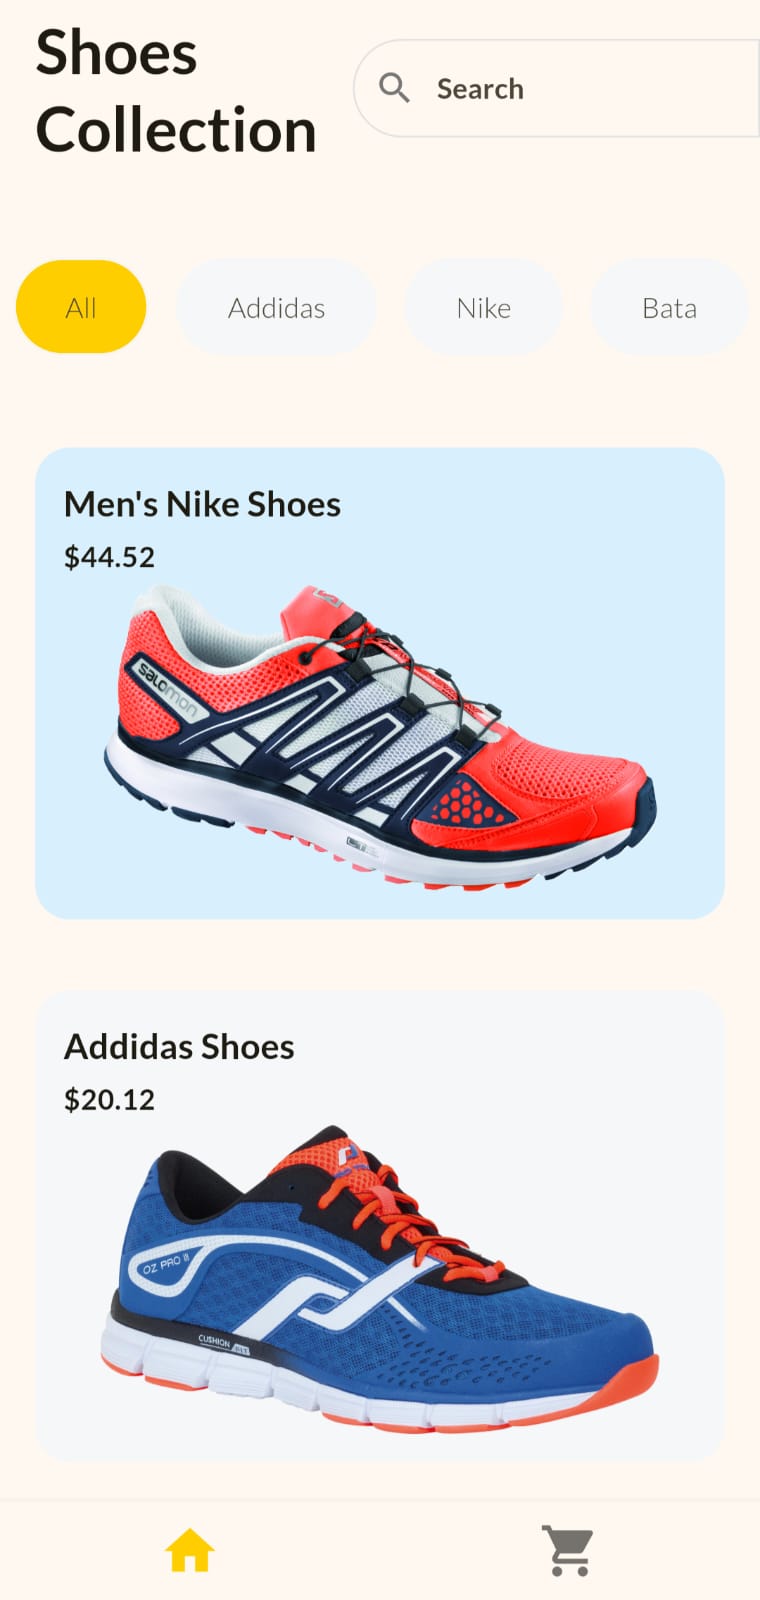 Shoes
Collection
Search
All
Addidas
Nike
Bata
Men's Nike Shoes
$44.52
salomon
Addidas Shoes
$20.12
OZ PRO
CUSHION